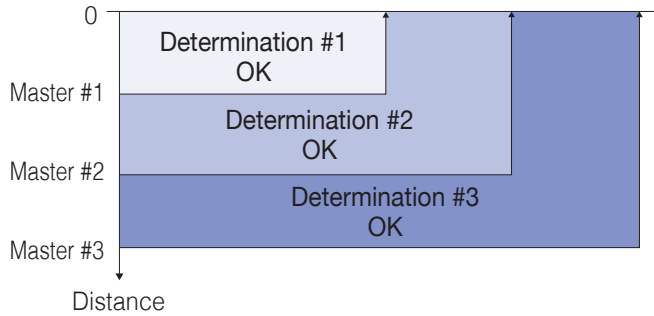 0
Determination #1
OK
Master #1
Determination #2
OK
Master #2
Determination #3
OK
Master #3
Distance